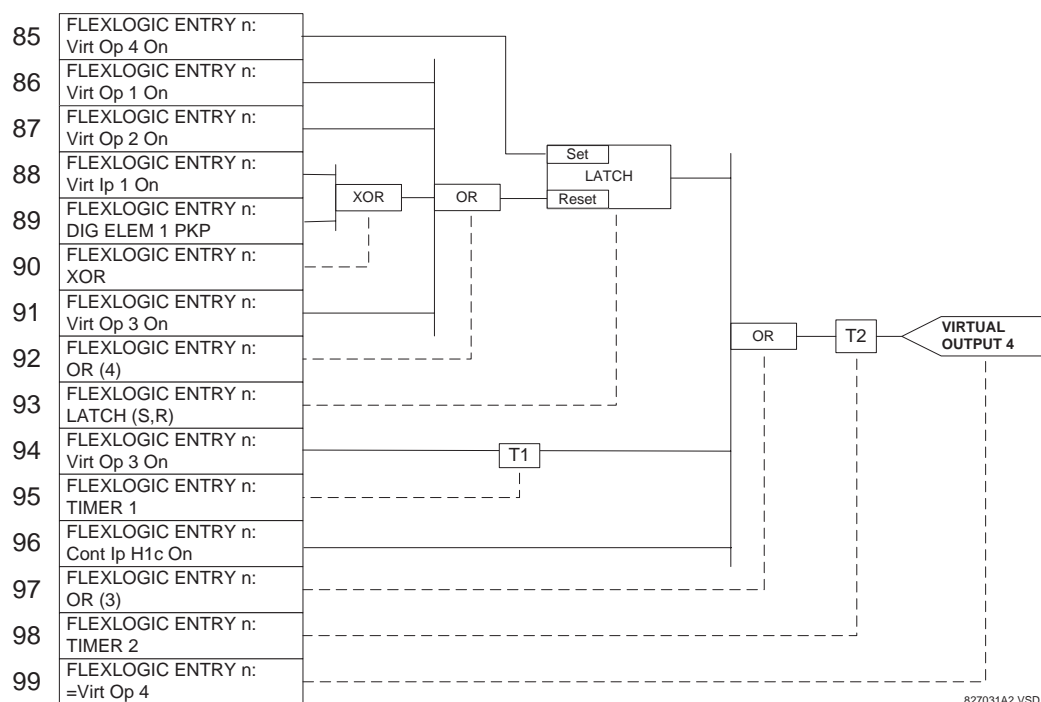 85
FLEXLOGIC ENTRY n:
Virt Op 4 On
86
FLEXLOGIC ENTRY n:
Virt Op 1 On
87
FLEXLOGIC ENTRY n:
Virt Op 2 On
88
FLEXLOGIC ENTRY n:
Virt Ip 1 On
89
FLEXLOGIC ENTRY n:
DIG ELEM 1 PKP
90
FLEXLOGIC ENTRY n:
XOR
91
FLEXLOGIC ENTRY n:
Virt Op 3 On
92
FLEXLOGIC ENTRY n:
OR (4)
93
FLEXLOGIC ENTRY n:
LATCH (S,R)
94
FLEXLOGIC ENTRY n:
Virt Op 3 On
95
FLEXLOGIC ENTRY n:
TIMER 1
96
FLEXLOGIC ENTRY n:
Cont Ip H1c On
97
FLEXLOGIC ENTRY n:
OR (3)
98
FLEXLOGIC ENTRY n:
TIMER 2
99
FLEXLOGIC ENTRY n:
=Virt Op 4
XOR
OR
Set
LATCH
Reset
T1
OR
T2
VIRTUAL
OUTPUT 4
827031A2.VSD